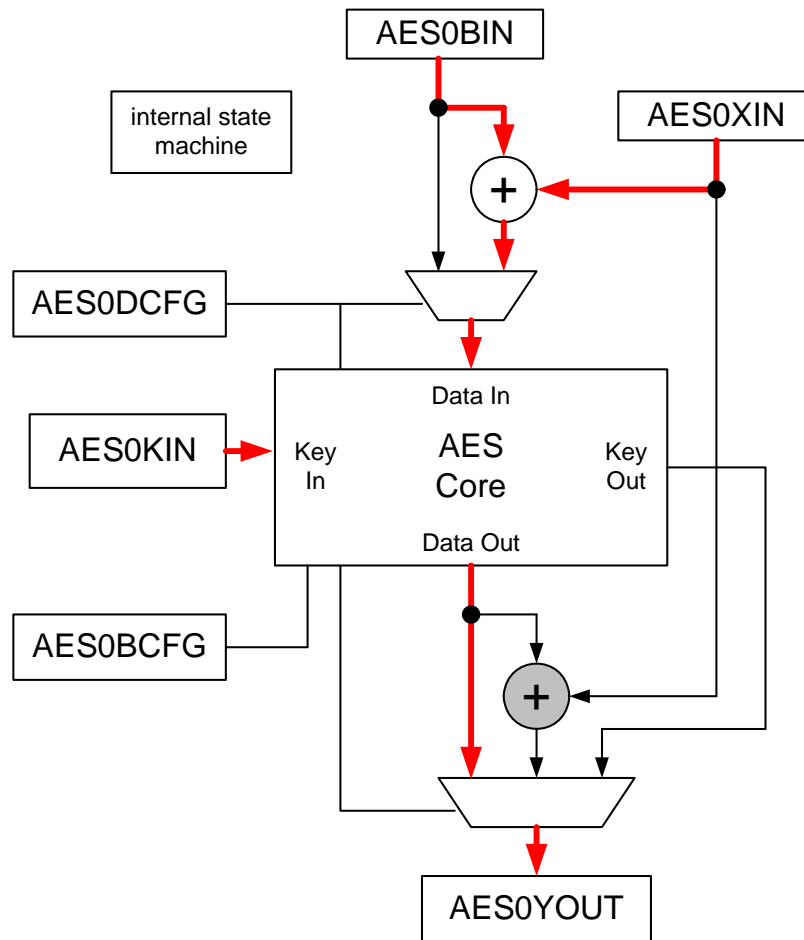 AES0BIN
internal state
machine
AES0XIN
+
AES0DCFG
Data In
AES0KIN
Key
In
AES
Core
Key
Out
Data Out
AES0BCFG
+
AES0YOUT